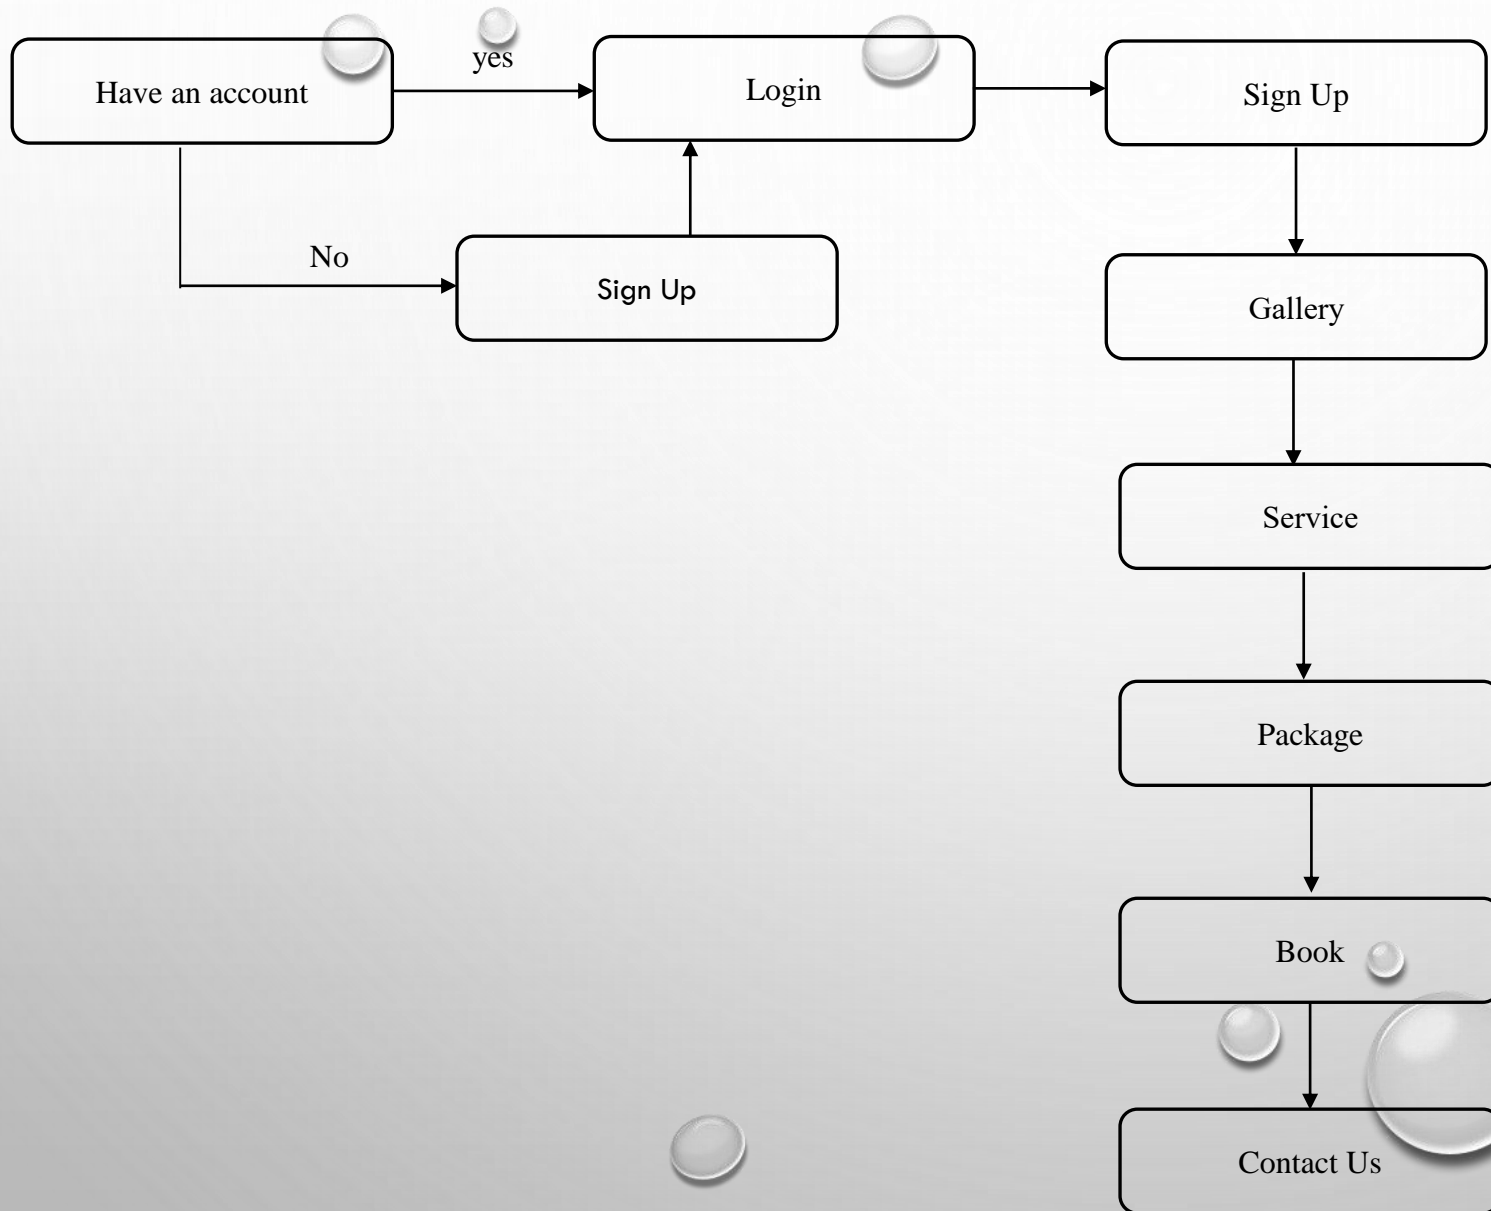 Have an account
yes
Login
Sign Up
No
Sign Up
Gallery
Service
Package
Book
Contact Us